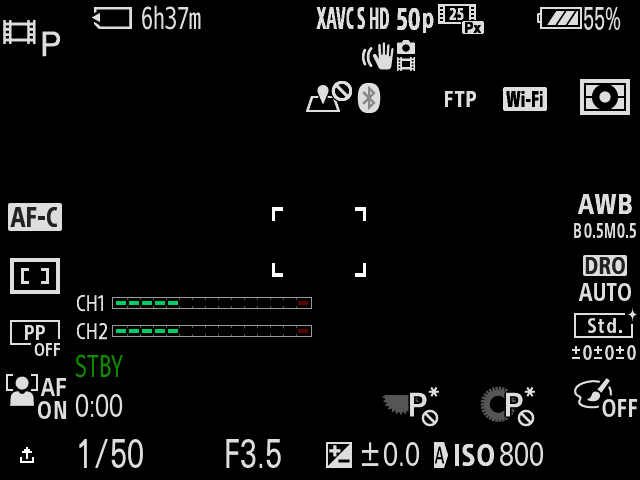 6h37m XAVC S HD 50p 25 Px 55%
P
FTP Wi-Fi
AF-C AWB
B0.5M0.5
DRO
AUTO
CH1
PP OFF CH2 Std.
STBY ±0±0±0
AF ON 0:00 P* P* OFF
1/50 F3.5 ±0.0 A ISO 800